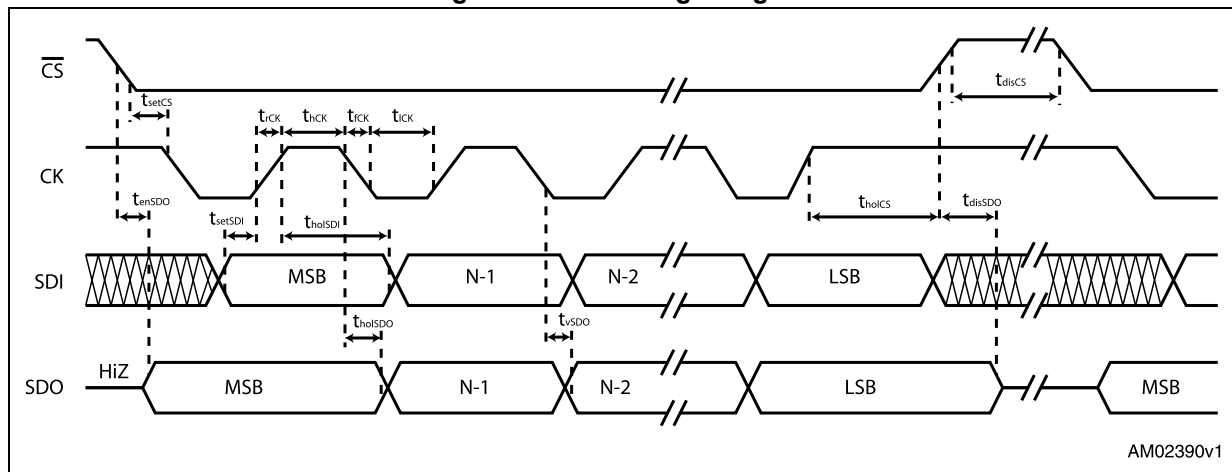 CS
tdisCS
tsetCS
trCK thCK tfCK tlCK
CK
tenSDO
tsetSDI
tholSDI
tholCS
tdisSDO
SDI
MSB
N-1
N-2
LSB
tholSDO
tvSDO
HiZ
SDO
MSB
N-1
N-2
LSB
MSB
AM02390v1